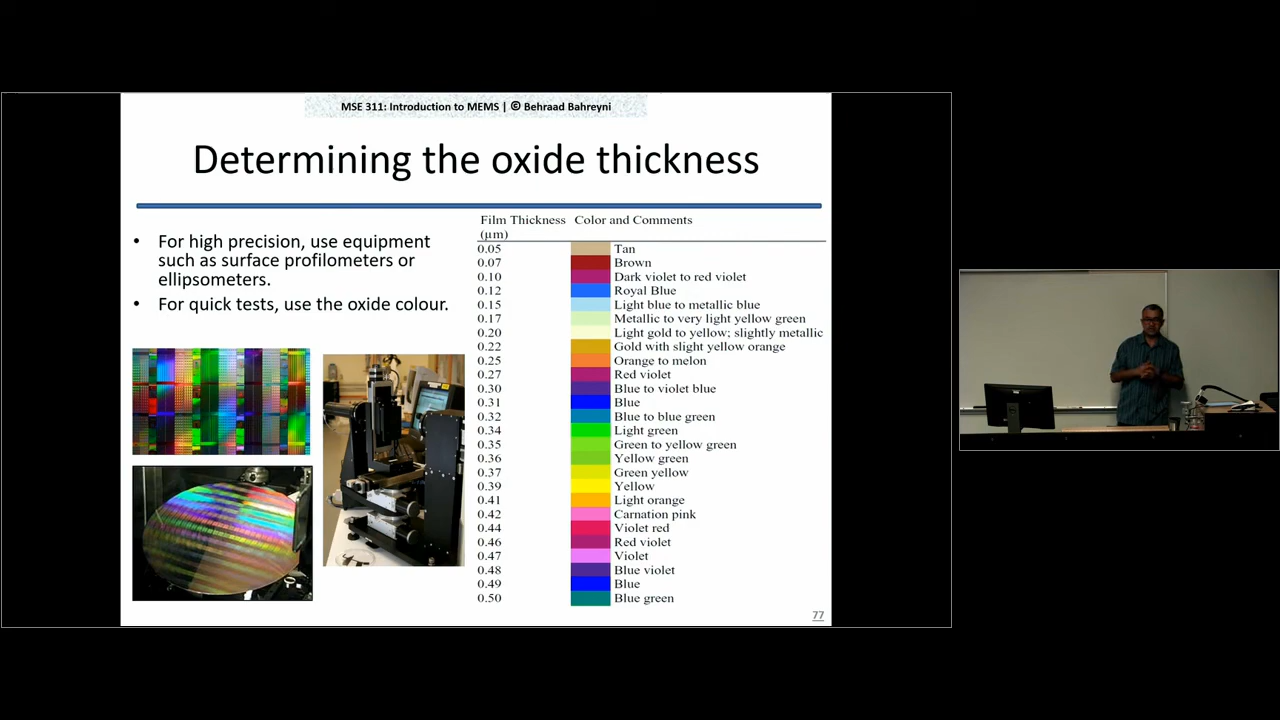 MSE 311: Introduction to MEMS | © Behraad Bahreyni
Determining the oxide thickness
• For high precision, use equipment
such as surface profilometers or
ellipsometers.
• For quick tests, use the oxide colour.
Film Thickness Color and Comments
(µm)
0.05 Tan
0.07 Brown
0.10 Dark violet to red violet
0.12 Royal Blue
0.15 Light blue to metallic blue
0.17 Metallic to very light yellow green
0.20 Light gold to yellow; slightly metallic
0.22 Gold with slight yellow orange
0.25 Orange to melon
0.27 Red violet
0.30 Blue to violet blue
0.31 Blue
0.32 Blue to blue green
0.34 Light green
0.35 Green to yellow green
0.36 Yellow green
0.37 Green yellow
0.39 Yellow
0.41 Light orange
0.42 Carnation pink
0.44 Violet red
0.46 Red violet
0.47 Violet
0.48 Blue violet
0.49 Blue
0.50 Blue green
77